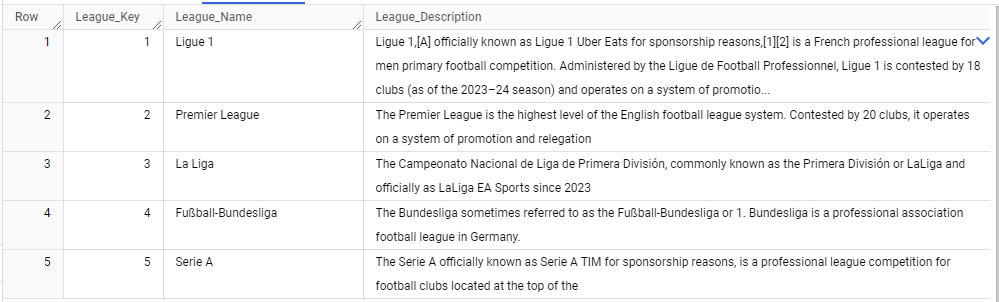 Row League_Key League_Name League_Description
1 1 Ligue 1 Ligue 1,[A] officially known as Ligue 1 Uber Eats for sponsorship reasons,[1][2] is a French professional league for
men primary football competition. Administered by the Ligue de Football Professionnel, Ligue 1 is contested by 18
clubs (as of the 2023–24 season) and operates on a system of promotio...
2 2 Premier League The Premier League is the highest level of the English football league system. Contested by 20 clubs, it operates
on a system of promotion and relegation
3 3 La Liga The Campeonato Nacional de Liga de Primera División, commonly known as the Primera División or LaLiga and
officially as LaLiga EA Sports since 2023
4 4 Fußball-Bundesliga The Bundesliga sometimes referred to as the Fußball-Bundesliga or 1. Bundesliga is a professional association
football league in Germany.
5 5 Serie A The Serie A officially known as Serie A TIM for sponsorship reasons, is a professional league competition for
football clubs located at the top of the